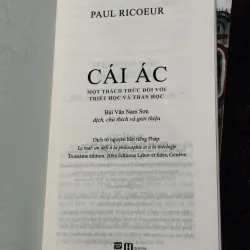 PAUL RICOEUR
CÁI ÁC
MỘT THÁCH THỨC ĐỐI VỚI
TRIẾT HỌC VÀ THẦN HỌC
Bùi Văn Nam Sơn
dịch, chú thích và giới thiệu
Dịch từ nguyên bản tiếng Pháp
Le mal: un défi à la philosophie et à la théologie
Troisième édition, 2004 Éditions Labor et fides, Genève